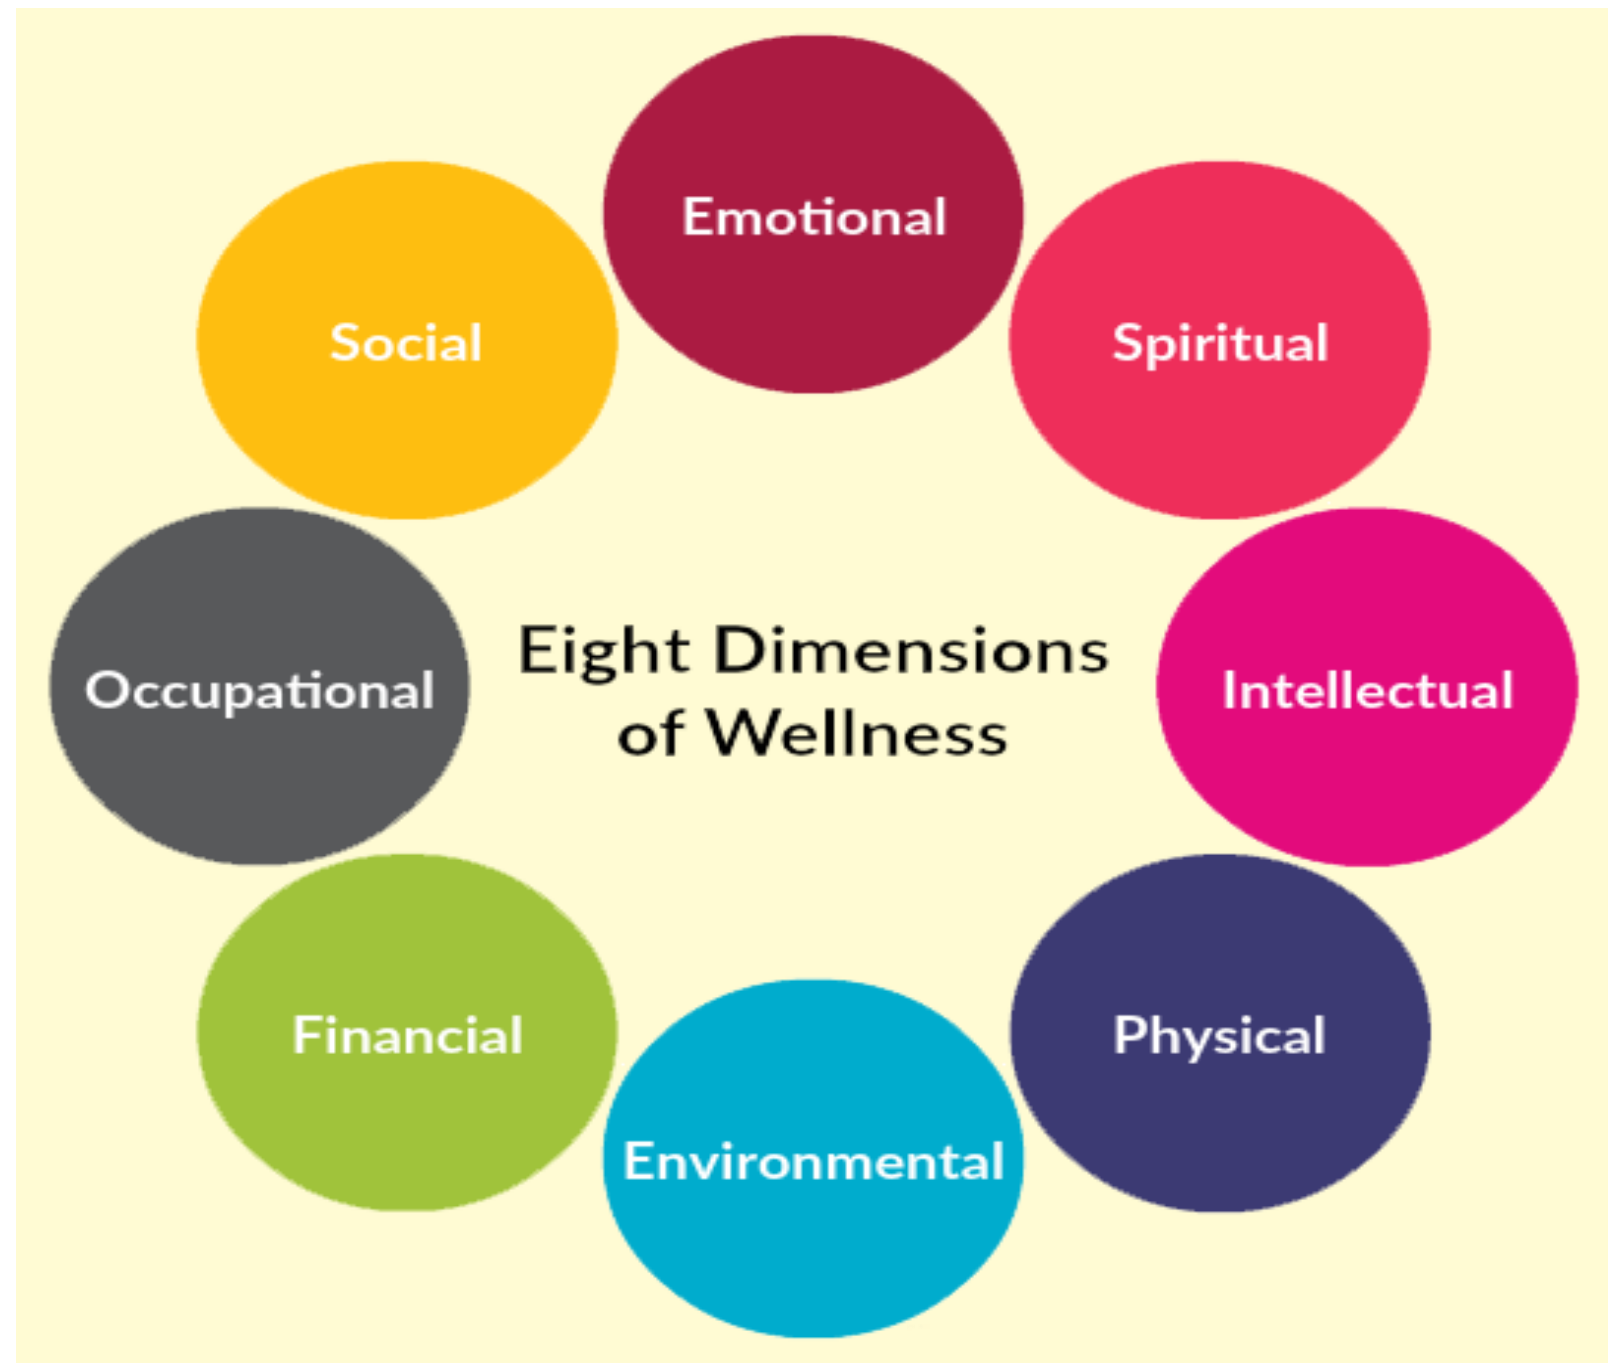 Emotional
Social
Spiritual
Eight Dimensions
of Wellness
Occupational
Intellectual
Financial
Physical
Environmental